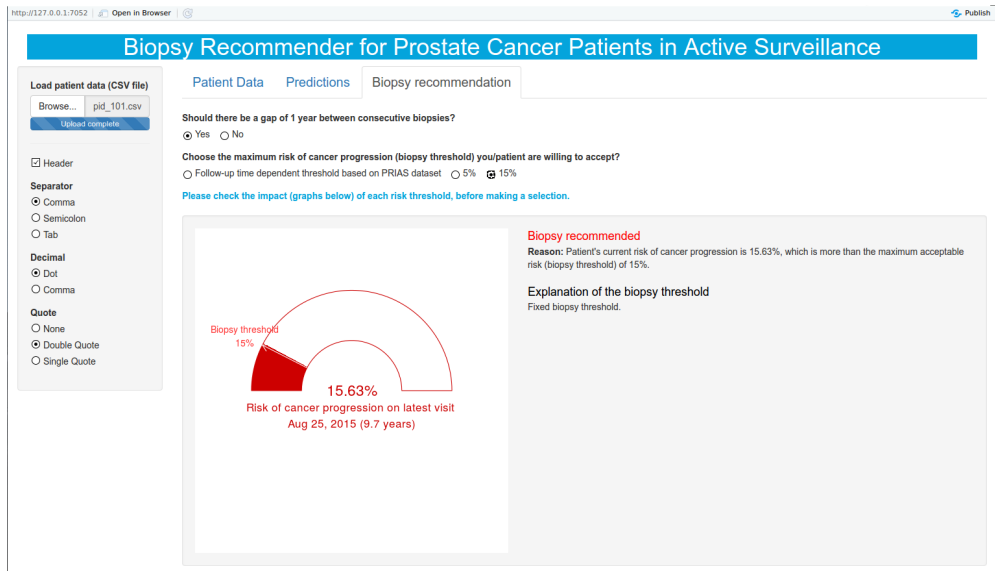 http://127.0.0.1:7052 Open in Browser Publish
Biopsy Recommender for Prostate Cancer Patients in Active Surveillance
Load patient data (CSV file)
Browse... pid_101.csv
Upload complete
Header
Separator
Comma
Semicolon
Tab
Decimal
Dot
Comma
Quote
None
Double Quote
Single Quote
Patient Data Predictions Biopsy recommendation
Should there be a gap of 1 year between consecutive biopsies?
Yes No
Choose the maximum risk of cancer progression (biopsy threshold) you/patient are willing to accept?
Follow-up time dependent threshold based on PRIAS dataset 5% 15%
Please check the impact (graphs below) of each risk threshold, before making a selection.
Biopsy threshold
15%
15.63%
Risk of cancer progression on latest visit
Aug 25, 2015 (9.7 years)
Biopsy recommended
Reason: Patient's current risk of cancer progression is 15.63%, which is more than the maximum acceptable
risk (biopsy threshold) of 15%.
Explanation of the biopsy threshold
Fixed biopsy threshold.